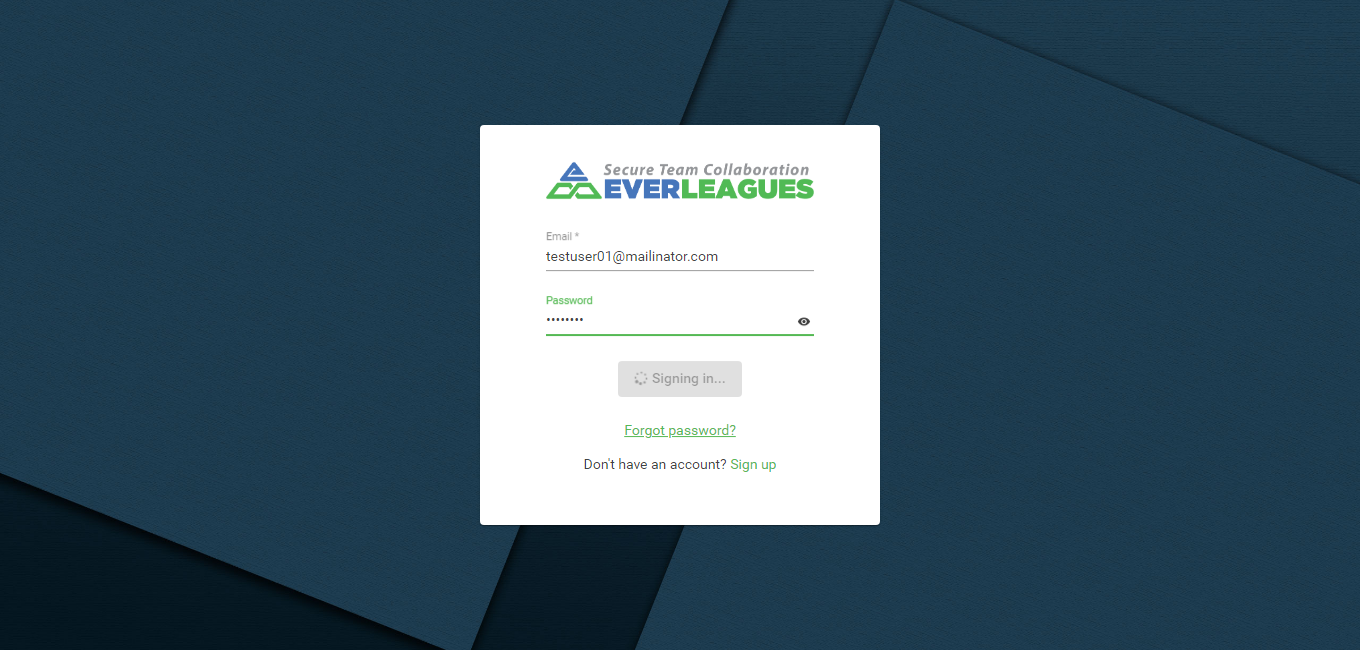 Secure Team Collaboration
EVERLEAGUES
Email *
testuser01@mailinator.com
Password
••••••••
Signing in...
Forgot password?
Don't have an account? Sign up